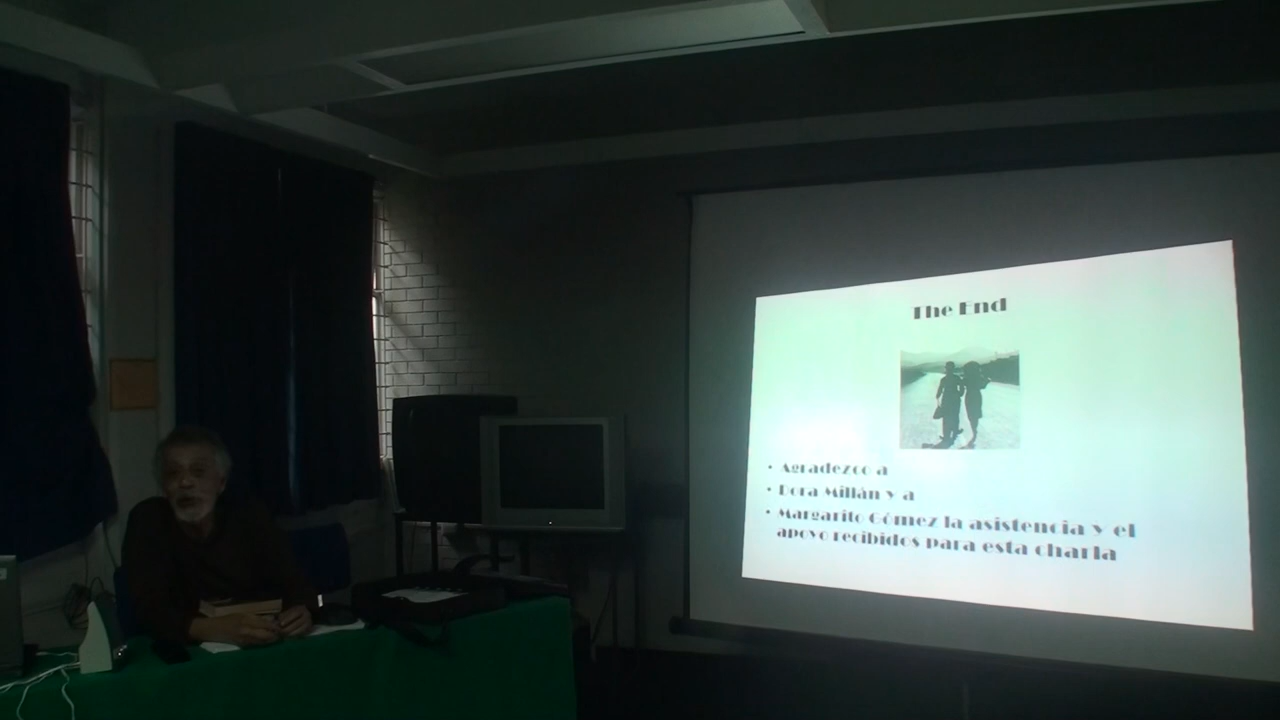 The End
• Agradezco a
• Dora Millán y a
• Margarito Gómez la asistencia y el
apoyo recibidos para esta charla